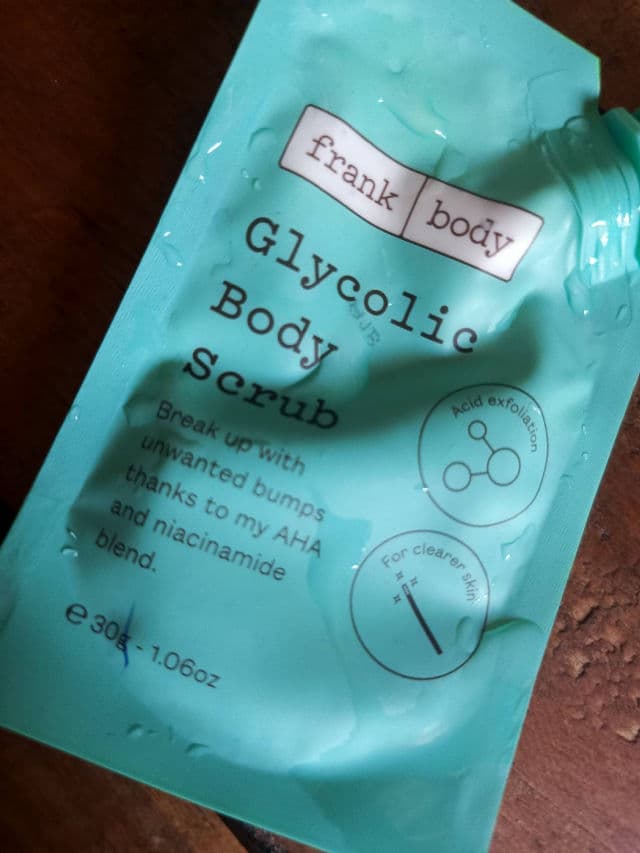 frank body
Glycolic
Body
Scrub
Break up with
unwanted bumps
thanks to my AHA
and niacinamide
blend.
Acid exfoliation
For clearer skin
e 30g - 1.06oz